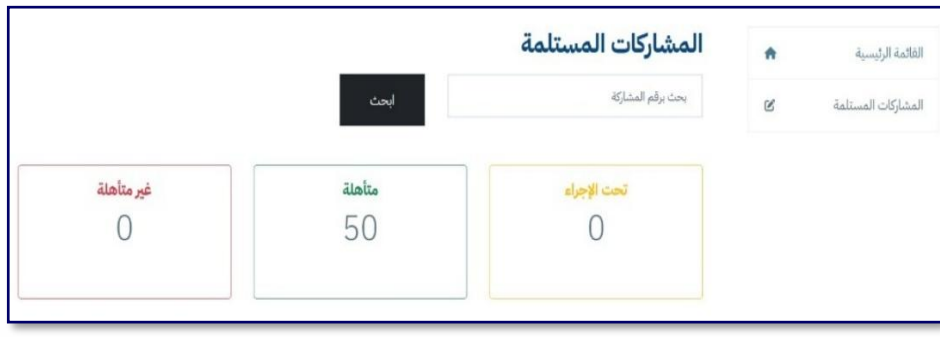 القائمة الرئيسية
المشاركات المستلمة
المشاركات المستلمة
بحث برقم المشاركة
ابحث
تحت الإجراء
0
متأهلة
50
غير متأهلة
0